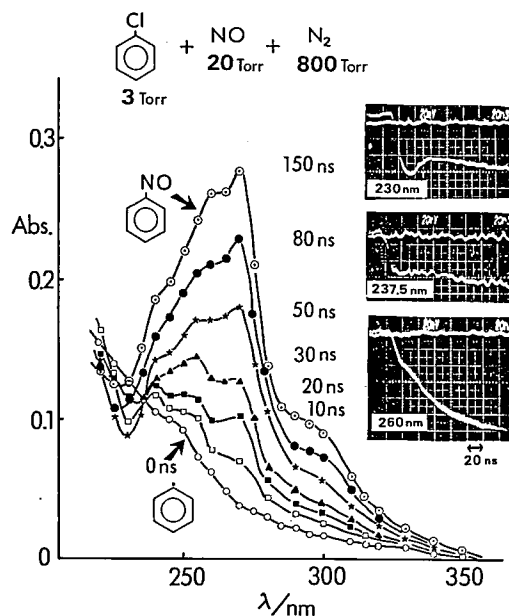 Cl
+ NO + N₂
3 Torr 20 Torr 800 Torr
0,3
NO
Abs.
0,2
0.1
0
150 ns
80 ns
50 ns
30 ns
20 ns
10 ns
0 ns
230 nm
237,5 nm
260 nm
20 ns
250 300 350
λ/nm